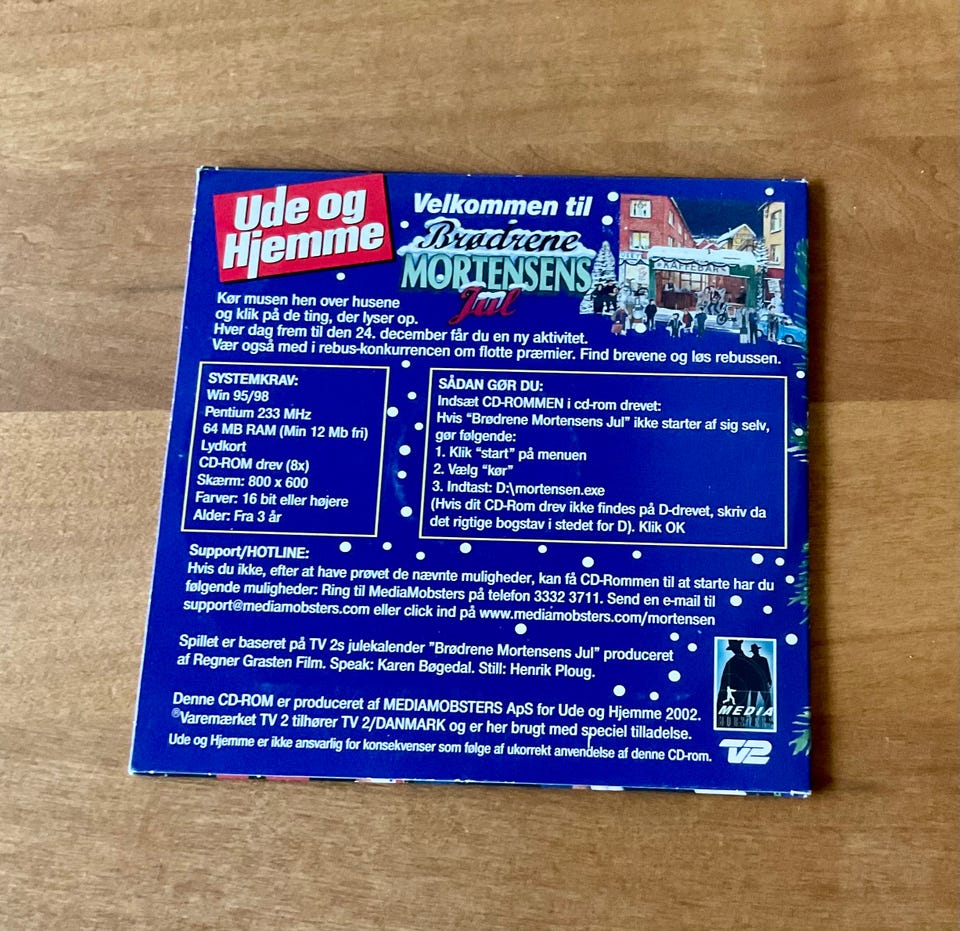 Ude og
Hjemme
Velkommen til
Brødrene
MORTENSENS
Jul
KAFFEBAR
Kør musen hen over husene
og klik på de ting, der lyser op.
Hver dag frem til den 24. december får du en ny aktivitet.
Vær også med i rebus-konkurrencen om flotte præmier. Find brevene og løs rebussen.
SYSTEMKRAV:
Win 95/98
Pentium 233 MHz
64 MB RAM (Min 12 Mb fri)
Lydkort
CD-ROM drev (8x)
Skærm: 800 x 600
Farver: 16 bit eller højere
Alder: Fra 3 år
SÅDAN GØR DU:
Indsæt CD-ROMMEN i cd-rom drevet:
Hvis "Brødrene Mortensens Jul" ikke starter af sig selv,
gør følgende:
1. Klik "start" på menuen
2. Vælg "kør"
3. Indtast: D:\mortensen.exe
(Hvis dit CD-Rom drev ikke findes på D-drevet, skriv da
det rigtige bogstav i stedet for D). Klik OK
Support/HOTLINE:
Hvis du ikke, efter at have prøvet de nævnte muligheder, kan få CD-Rommen til at starte har du
følgende muligheder: Ring til MediaMobsters på telefon 3332 3711. Send en e-mail til
support@mediamobsters.com eller click ind på www.mediamobsters.com/mortensen
Spillet er baseret på TV 2s julekalender "Brødrene Mortensens Jul" produceret
af Regner Grasten Film. Speak: Karen Bøgedal. Still: Henrik Ploug.
Denne CD-ROM er produceret af MEDIAMOBSTERS ApS for Ude og Hjemme 2002.
®Varemærket TV 2 tilhører TV 2/DANMARK og er her brugt med speciel tilladelse.
Ude og Hjemme er ikke ansvarlig for konsekvenser som følge af ukorrekt anvendelse af denne CD-rom.
MEDIA
MOBSTERS
TV2